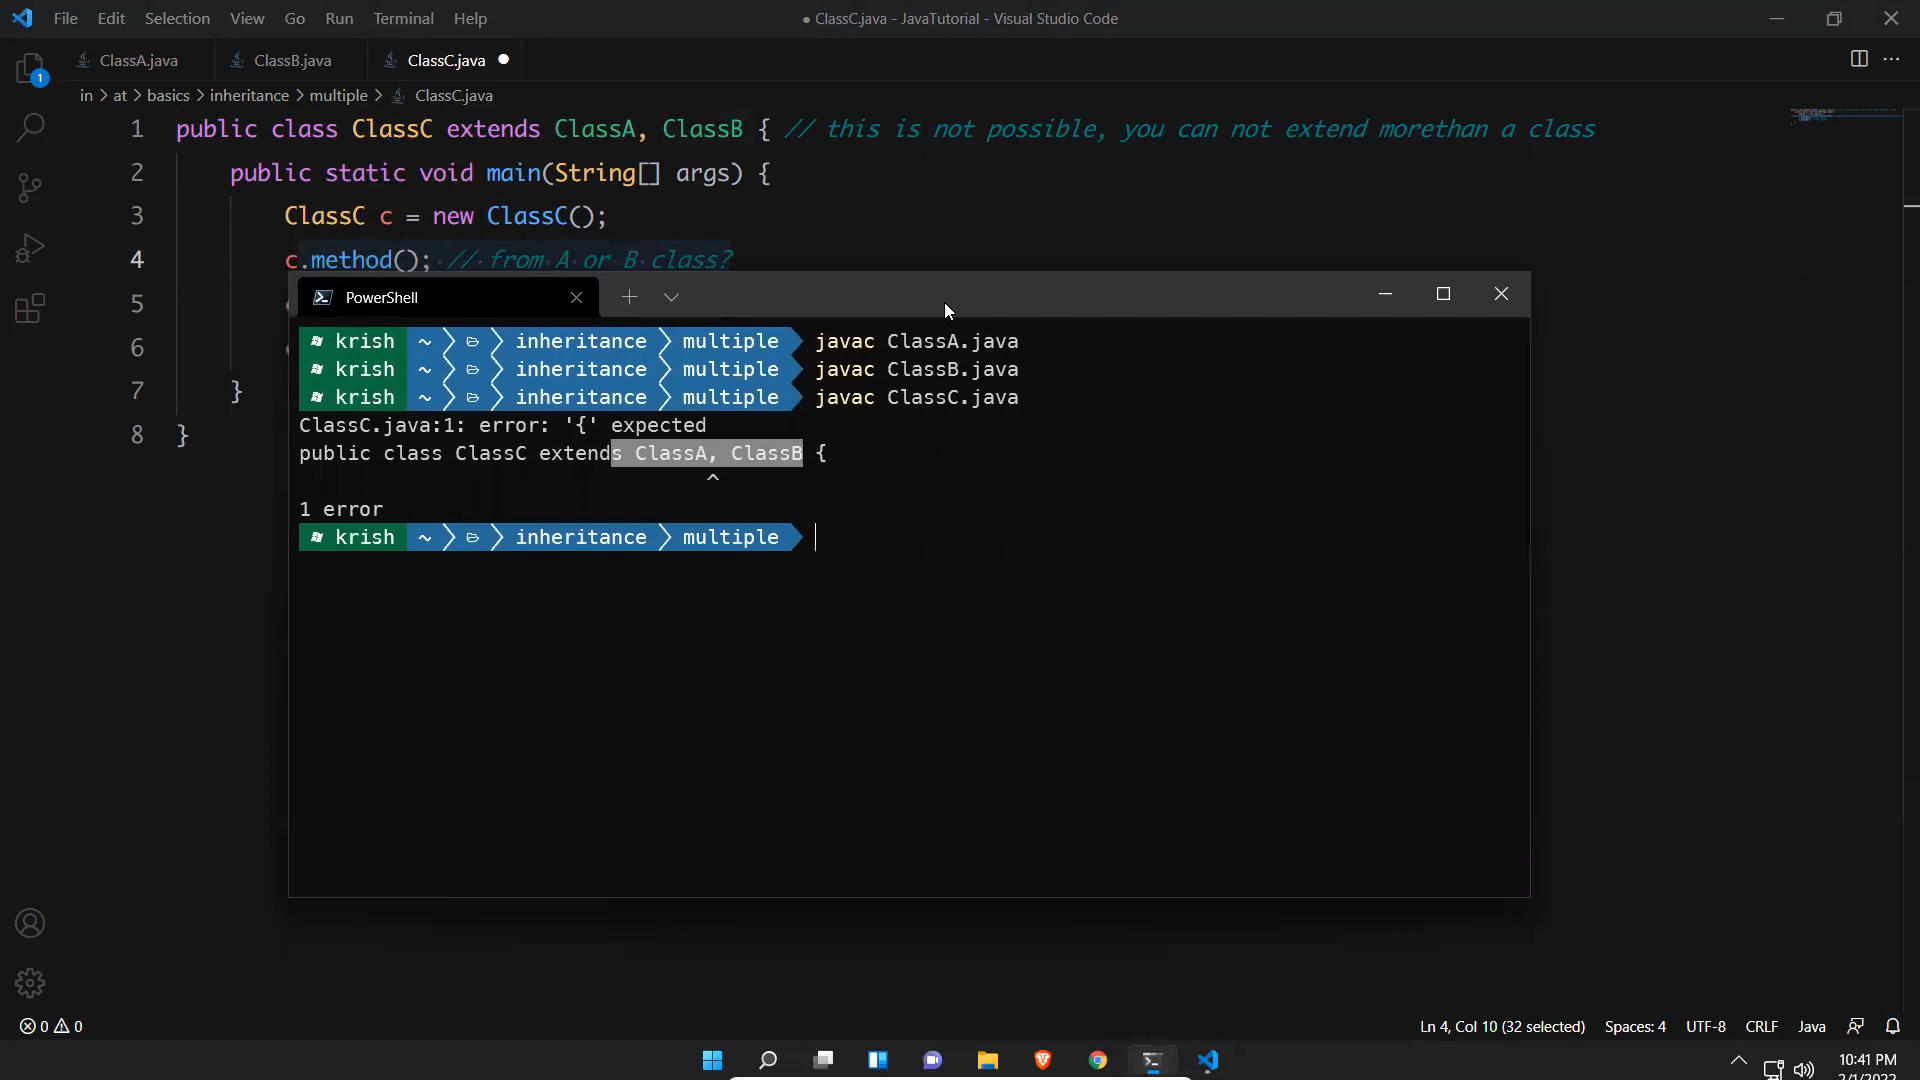 File Edit Selection View Go Run Terminal Help
● ClassC.java - JavaTutorial - Visual Studio Code
ClassA.java ClassB.java ClassC.java
in > at > basics > inheritance > multiple > ClassC.java
1 public class ClassC extends ClassA, ClassB { // this is not possible, you can not extend morethan a class
2 public static void main(String[] args) {
3 ClassC c = new ClassC();
4 c.method(); // from A or B class?
5
6
7 }
8 }
PowerShell
krish ~ inheritance multiple javac ClassA.java
krish ~ inheritance multiple javac ClassB.java
krish ~ inheritance multiple javac ClassC.java
ClassC.java:1: error: '{' expected
public class ClassC extends ClassA, ClassB {
^
1 error
krish ~ inheritance multiple
1
0 0
Ln 4, Col 10 (32 selected) Spaces: 4 UTF-8 CRLF Java
10:41 PM
2/1/2022